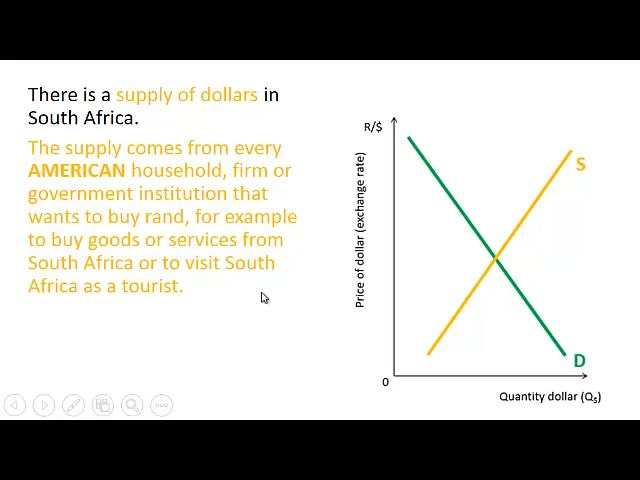 There is a supply of dollars in
South Africa.
The supply comes from every
AMERICAN household, firm or
government institution that
wants to buy rand, for example
to buy goods or services from
South Africa or to visit South
Africa as a tourist.
R/$
Price of dollar (exchange rate)
S
D
0
Quantity dollar (Q$)